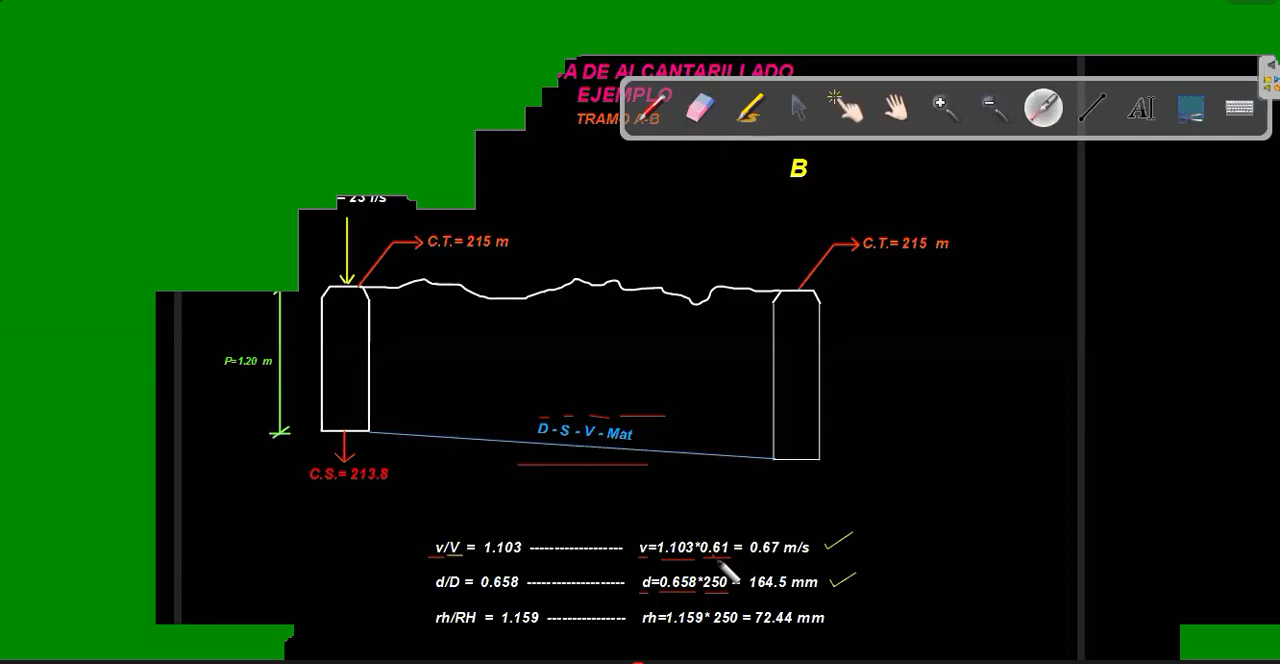 A DE ALCANTARILLADO
EJEMPLO
TRAMO A-B
B
= 23 l/s
C.T.= 215 m
C.T.= 215 m
P=1.20 m
D - S - V - Mat
C.S.= 213.8
v/V = 1.103 ------------------- v=1.103*0.61 = 0.67 m/s
d/D = 0.658 -------------------- d=0.658*250 = 164.5 mm
rh/RH = 1.159 ---------------- rh=1.159* 250 = 72.44 mm